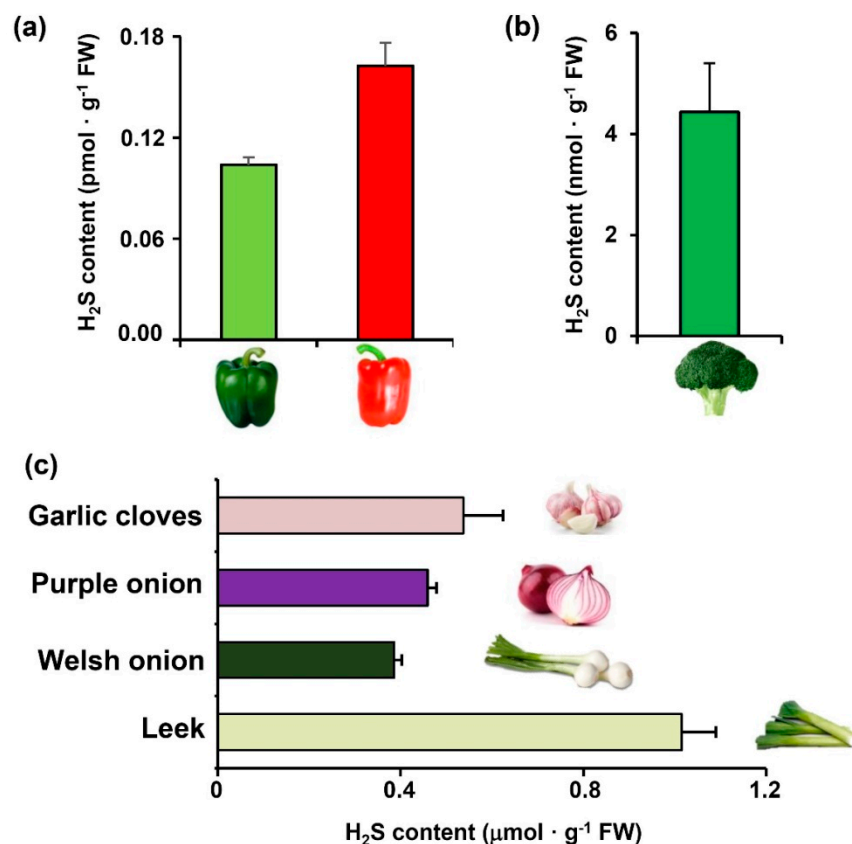 (a)
H₂S content (pmol · g⁻¹ FW)
0.18
0.12
0.06
0.00
(b)
H₂S content (nmol · g⁻¹ FW)
6
4
2
0
(c)
Garlic cloves
Purple onion
Welsh onion
Leek
0 0.4 0.8 1.2
H₂S content (μmol · g⁻¹ FW)